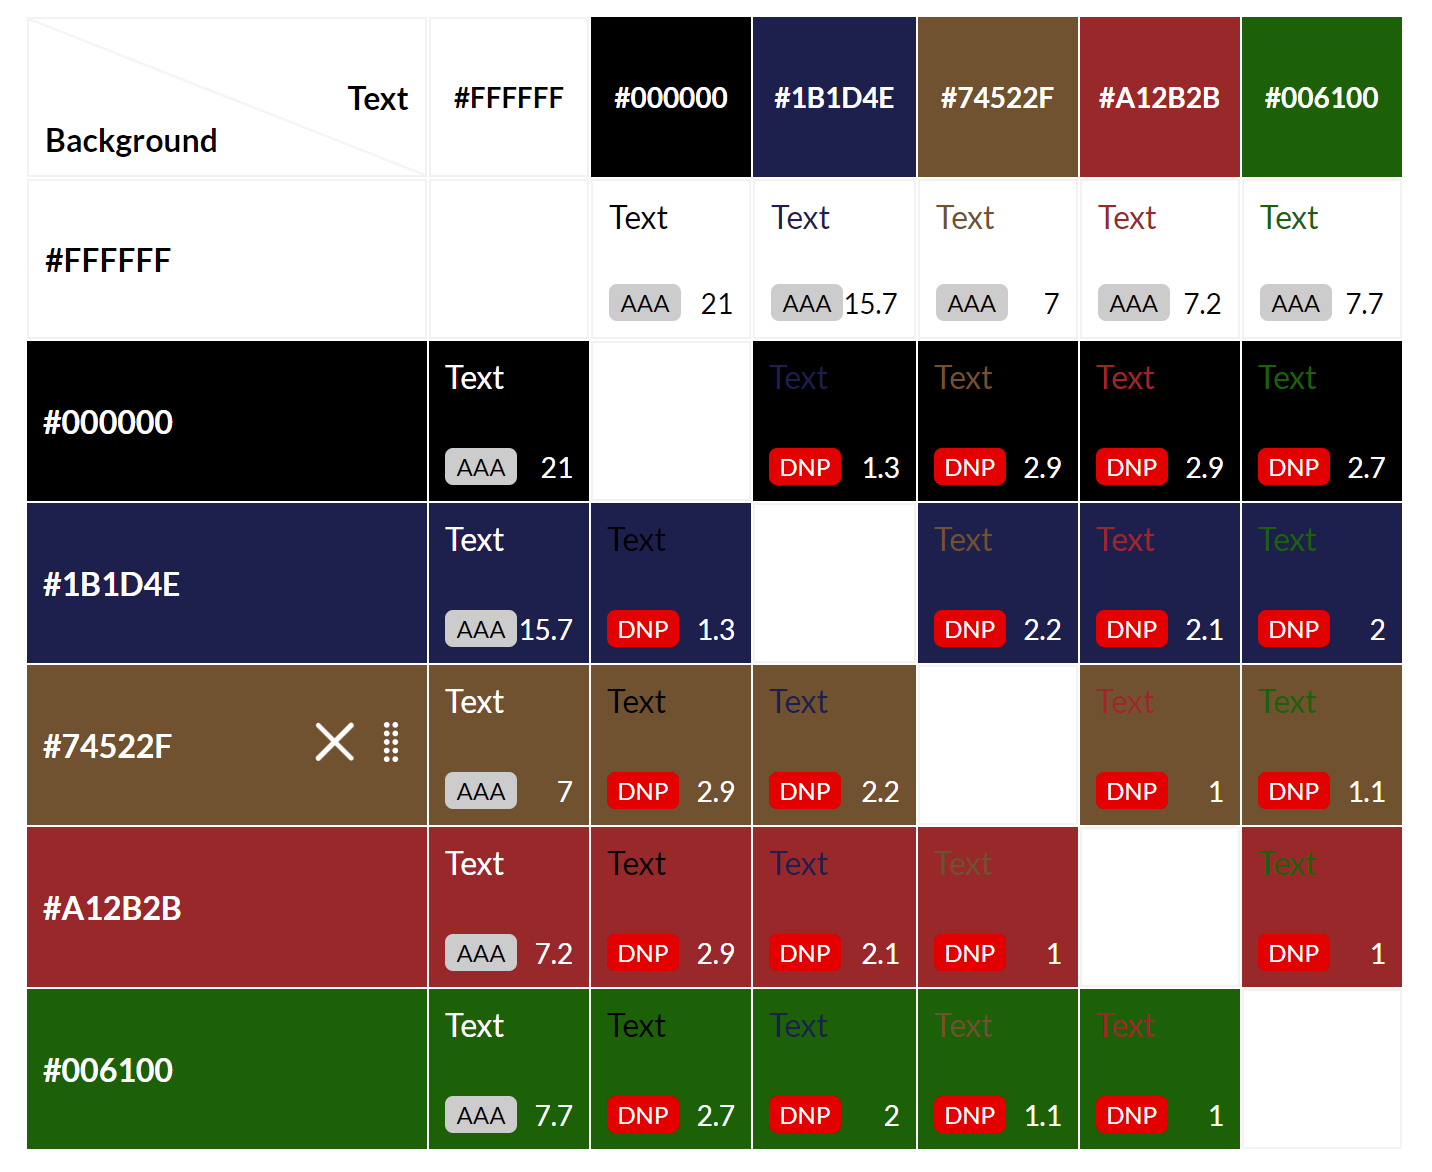 Text
Background
#FFFFFF #000000 #1B1D4E #74522F #A12B2B #006100
#FFFFFF
Text Text Text Text Text
AAA 21 AAA 15.7 AAA 7 AAA 7.2 AAA 7.7
#000000
Text Text Text Text Text
AAA 21 DNP 1.3 DNP 2.9 DNP 2.9 DNP 2.7
#1B1D4E
Text Text Text Text Text
AAA 15.7 DNP 1.3 DNP 2.2 DNP 2.1 DNP 2
#74522F
Text Text Text Text Text
AAA 7 DNP 2.9 DNP 2.2 DNP 1 DNP 1.1
#A12B2B
Text Text Text Text Text
AAA 7.2 DNP 2.9 DNP 2.1 DNP 1 DNP 1
#006100
Text Text Text Text Text
AAA 7.7 DNP 2.7 DNP 2 DNP 1.1 DNP 1